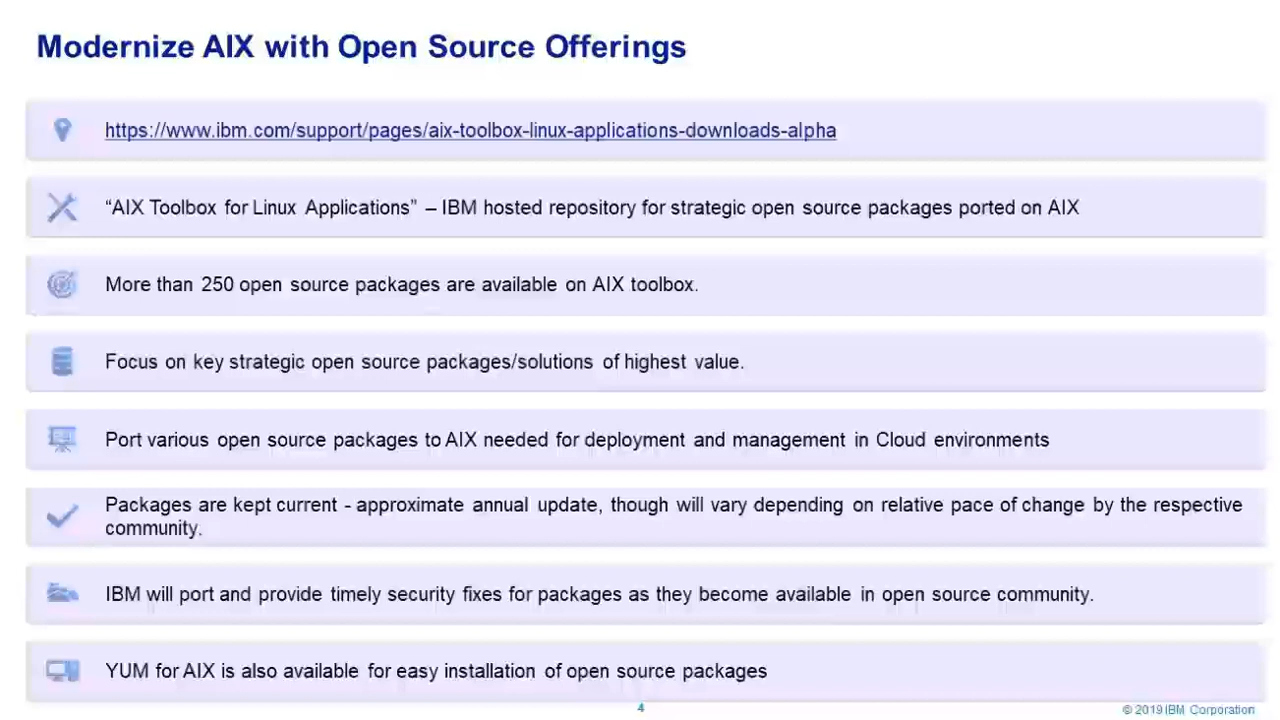 Modernize AIX with Open Source Offerings
https://www.ibm.com/support/pages/aix-toolbox-linux-applications-downloads-alpha
“AIX Toolbox for Linux Applications” – IBM hosted repository for strategic open source packages ported on AIX
More than 250 open source packages are available on AIX toolbox.
Focus on key strategic open source packages/solutions of highest value.
Port various open source packages to AIX needed for deployment and management in Cloud environments
Packages are kept current - approximate annual update, though will vary depending on relative pace of change by the respective
community.
IBM will port and provide timely security fixes for packages as they become available in open source community.
YUM for AIX is also available for easy installation of open source packages
4
© 2019 IBM Corporation